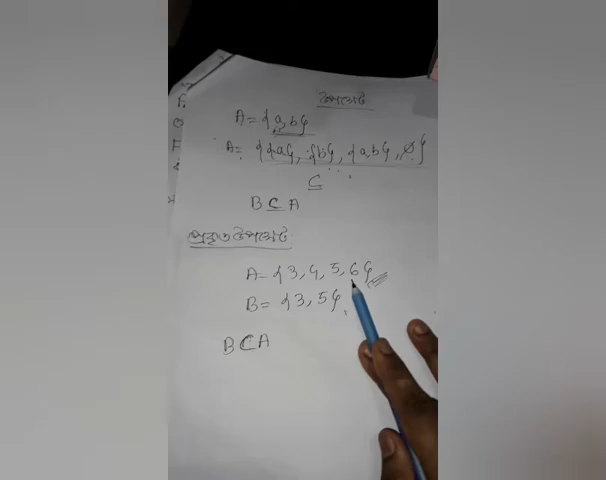 উপসেট
A = {a, b}
A = {{a}, {b}, {a, b}, ∅}
⊆
B ⊆ A
প্রকৃত উপসেট
A = {3, 4, 5, 6}
B = {3, 5}
B ⊂ A